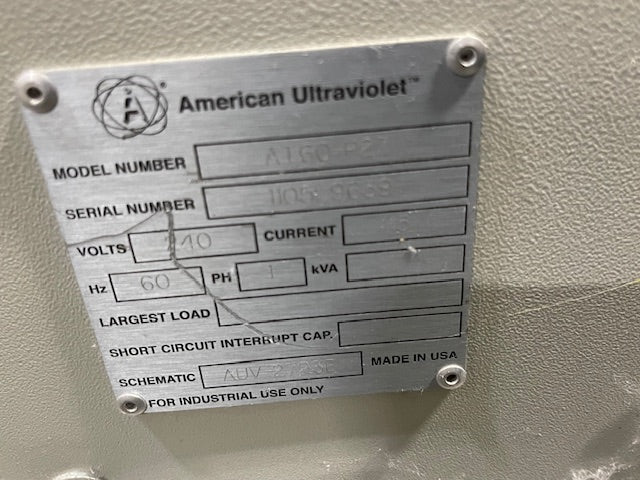 American Ultraviolet™
MODEL NUMBER
SERIAL NUMBER 1105
VOLTS 240 CURRENT
Hz 60 PH 1 kVA
LARGEST LOAD
SHORT CIRCUIT INTERRUPT CAP.
SCHEMATIC MADE IN USA
FOR INDUSTRIAL USE ONLY